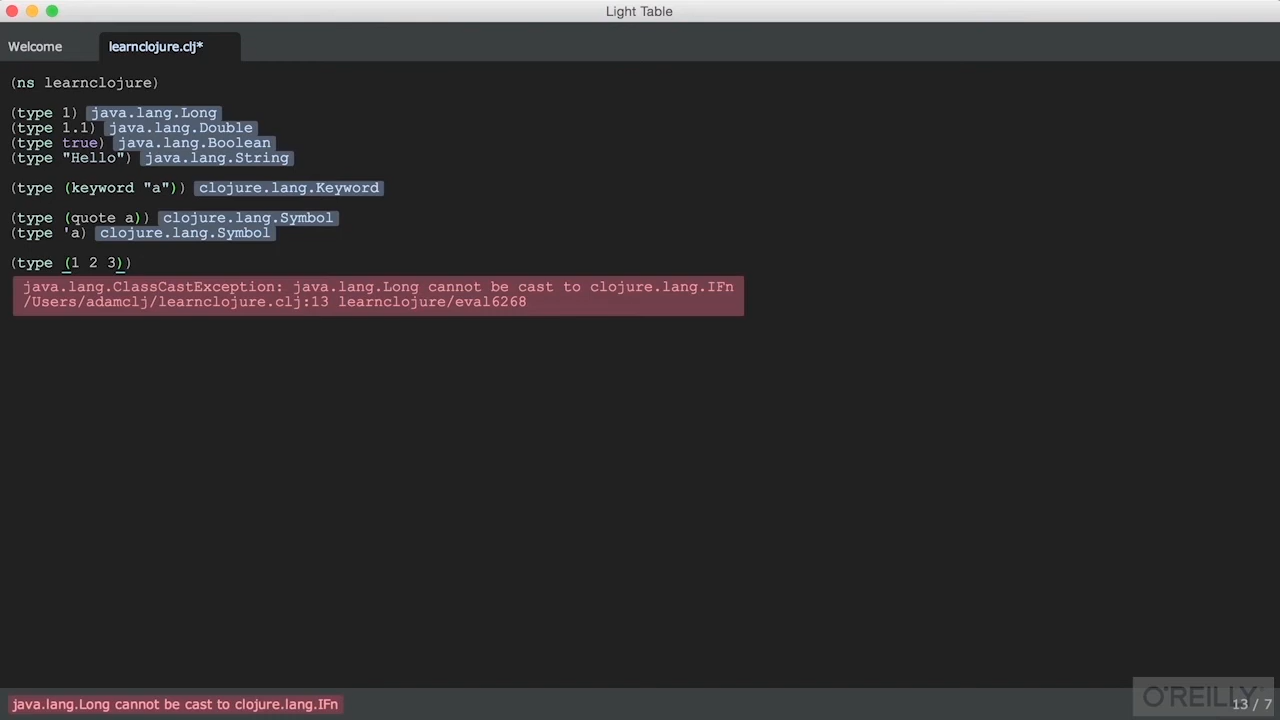 Light Table
Welcome
learnclojure.clj*
(ns learnclojure)
(type 1) java.lang.Long
(type 1.1) java.lang.Double
(type true) java.lang.Boolean
(type "Hello") java.lang.String
(type (keyword "a")) clojure.lang.Keyword
(type (quote a)) clojure.lang.Symbol
(type 'a) clojure.lang.Symbol
(type (1 2 3))
java.lang.ClassCastException: java.lang.Long cannot be cast to clojure.lang.IFn
/Users/adamclj/learnclojure.clj:13 learnclojure/eval6268
java.lang.Long cannot be cast to clojure.lang.IFn
O'REILLY
13 / 7